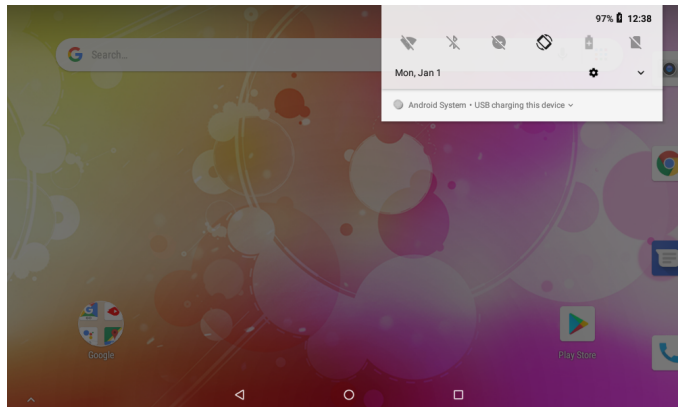 97% 12:38
Search...
Mon, Jan 1
Android System • USB charging this device
Google
Play Store